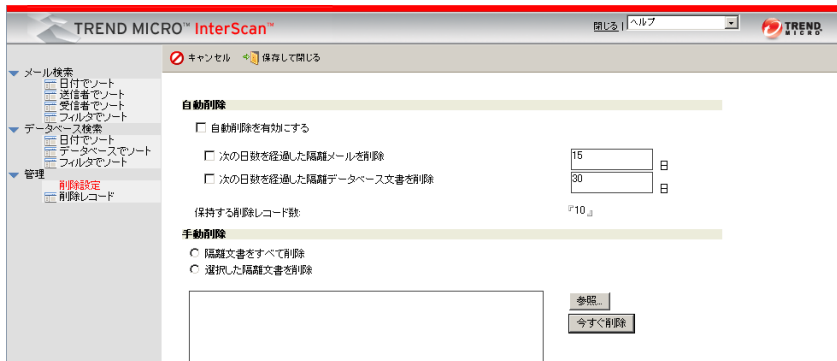 TREND MICRO™ InterScan™
閉じる | ヘルプ
TREND MICRO
キャンセル 保存して閉じる
メール検索
日付でソート
送信者でソート
受信者でソート
フィルタでソート
データベース検索
日付でソート
データベースでソート
フィルタでソート
管理
削除設定
削除レコード
自動削除
自動削除を有効にする
次の日数を経過した隔離メールを削除 15 日
次の日数を経過した隔離データベース文書を削除 30 日
保持する削除レコード数: 『10 』
手動削除
隔離文書をすべて削除
選択した隔離文書を削除
参照...
今すぐ削除